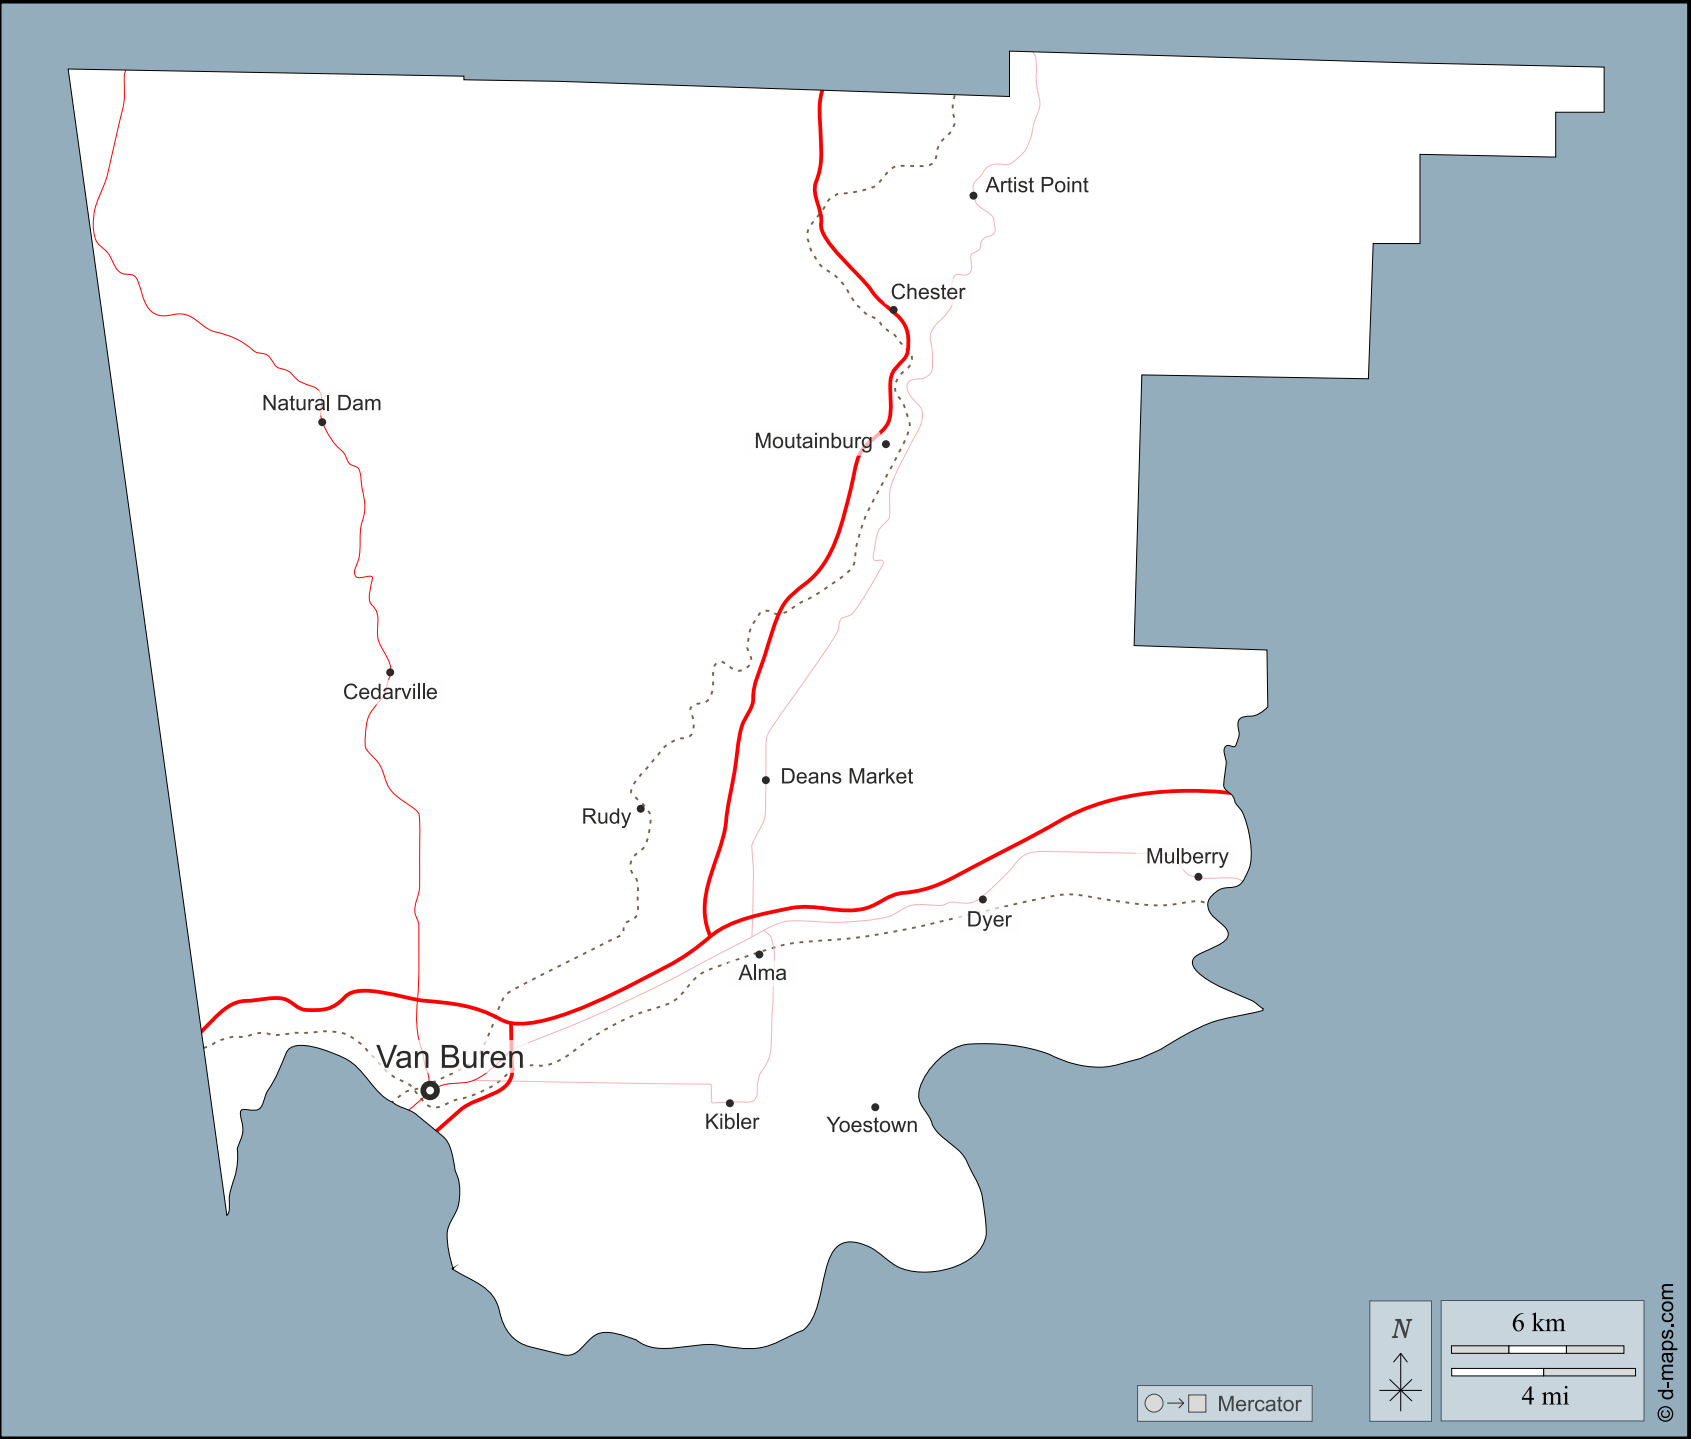 Artist Point
Chester
Natural Dam
Moutainburg
Cedarville
Deans Market
Rudy
Mulberry
Dyer
Alma
Van Buren
Kibler
Yoestown
N
6 km
4 mi
Mercator
© d-maps.com